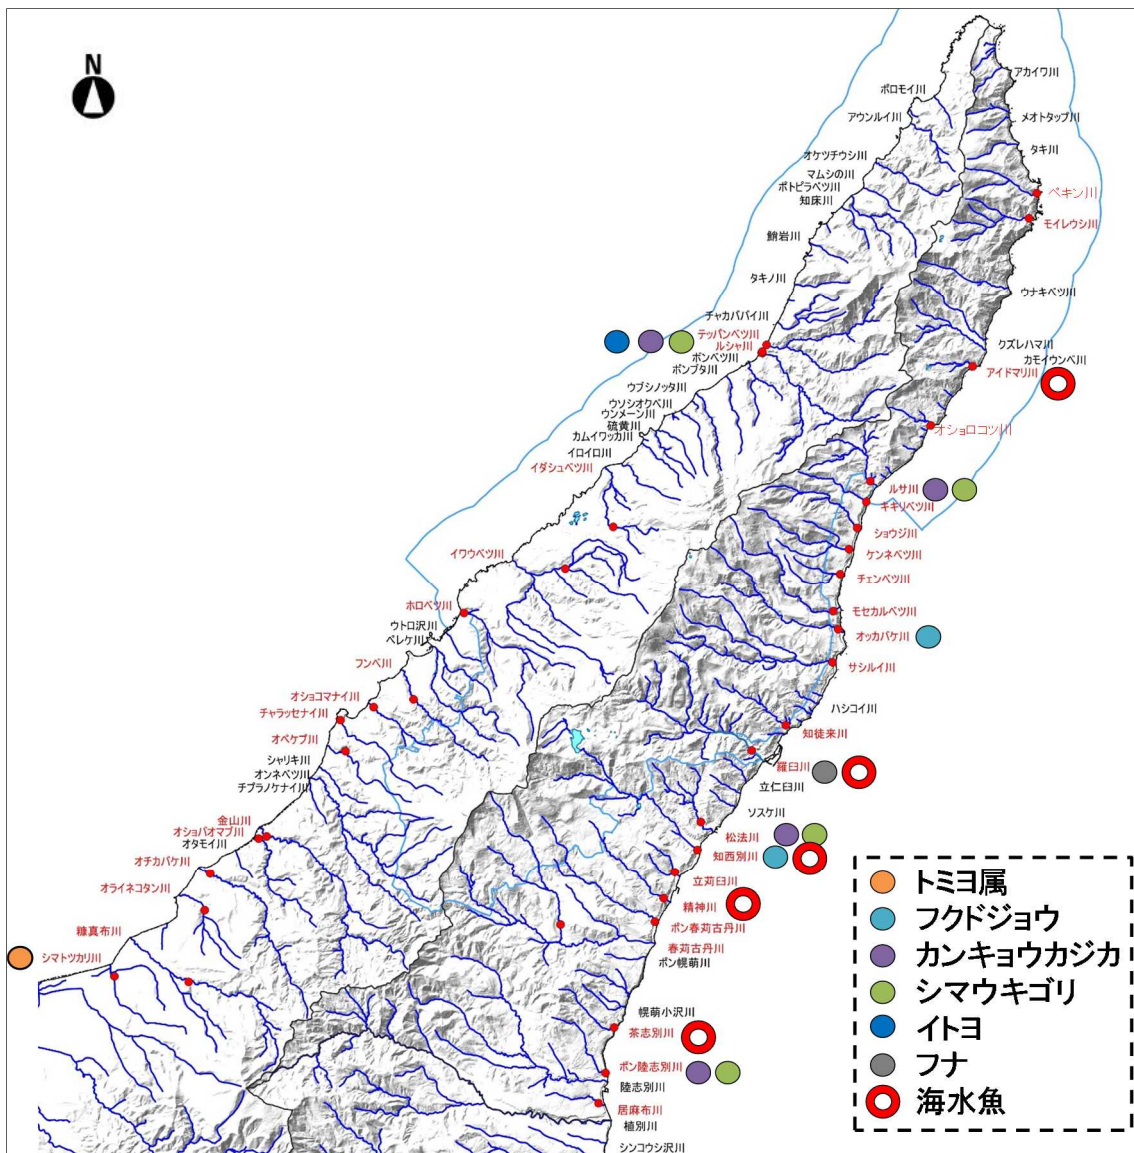 N
アカイワ川
ポロモイ川
メオトタップ川
アウンルイ川
タキ川
オケツチウシ川
マムシの川
ポトピラベツ川
知床川
ペキン川
モイレウシ川
鮹岩川
タキノ川
ウナキベツ川
チャカババイ川
テッパンベツ川
ルシャ川
ポンベツ川
ポンプタ川
クズレハマ川
カモイウンベ川
アイドマリ川
ウブシノッタ川
ウソシオクベ川
ウンメーン川
硫黄川
カムイワッカ川
イロイロ川
イダシュベツ川
オショロコツ川
ルサ川
キキリベツ川
ショウジ川
ケンネベツ川
チェンベツ川
イワウベツ川
ホロベツ川
モセカルベツ川
オッカバケ川
ウトロ沢川
ペレケ川
サシルイ川
フンベ川
オショコマナイ川
チャラッセナイ川
ハシコイ川
知徒来川
オペケプ川
シャリキ川
オンネベツ川
チプラノケナイ川
羅臼川
立仁臼川
ソスケ川
金山川
オショパオマブ川
オタモイ川
松法川
知西別川
オチカバケ川
立苅臼川
オライネコタン川
精神川
ポン春苅古丹川
糠真布川
春苅古丹川
シマトツカリ川
ポン幌萌川
幌萌小沢川
茶志別川
ポン陸志別川
陸志別川
居麻布川
植別川
シンコウシ沢川
トミヨ属
フクドジョウ
カンキョウカジカ
シマウキゴリ
イトヨ
フナ
海水魚